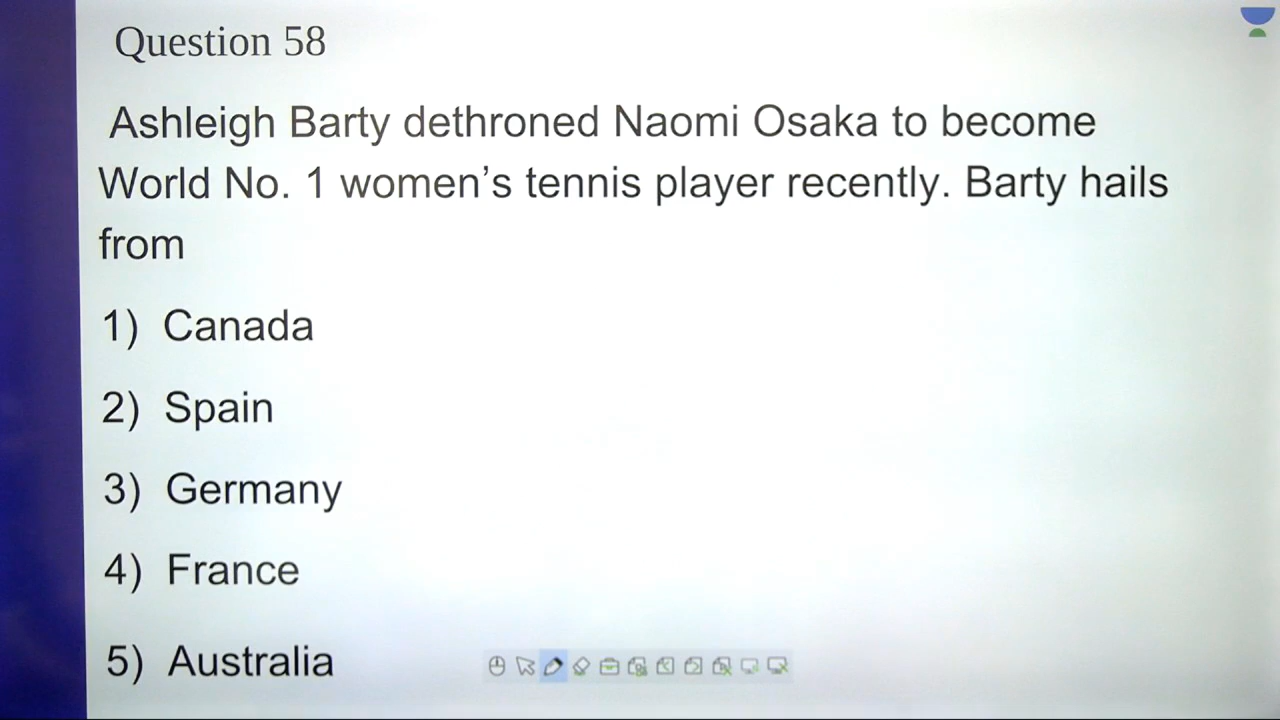 Question 58
Ashleigh Barty dethroned Naomi Osaka to become
World No. 1 women’s tennis player recently. Barty hails
from
1) Canada
2) Spain
3) Germany
4) France
5) Australia